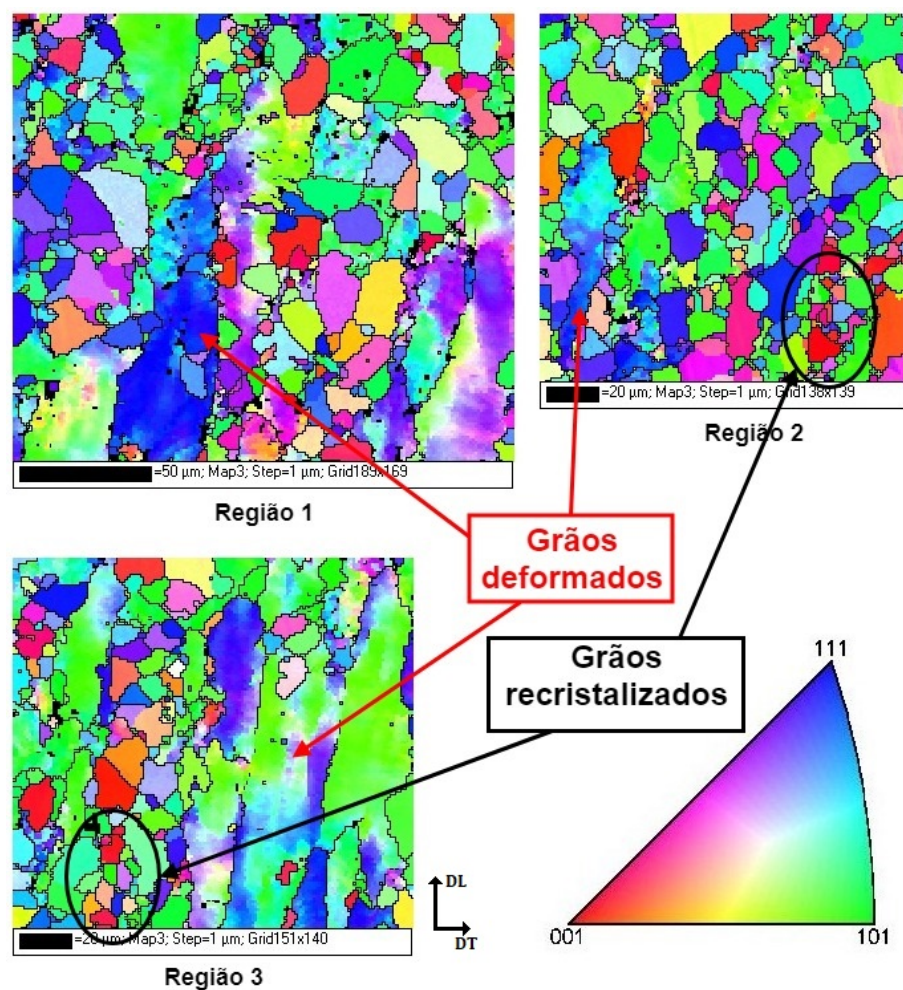 =50 µm; Map3; Step=1 µm; Grid189x169
Região 1
=20 µm; Map3; Step=1 µm; Grid138x139
Região 2
Grãos
deformados
Grãos
recristalizados
111
001
101
DL
DT
=20 µm; Map3; Step=1 µm; Grid151x140
Região 3